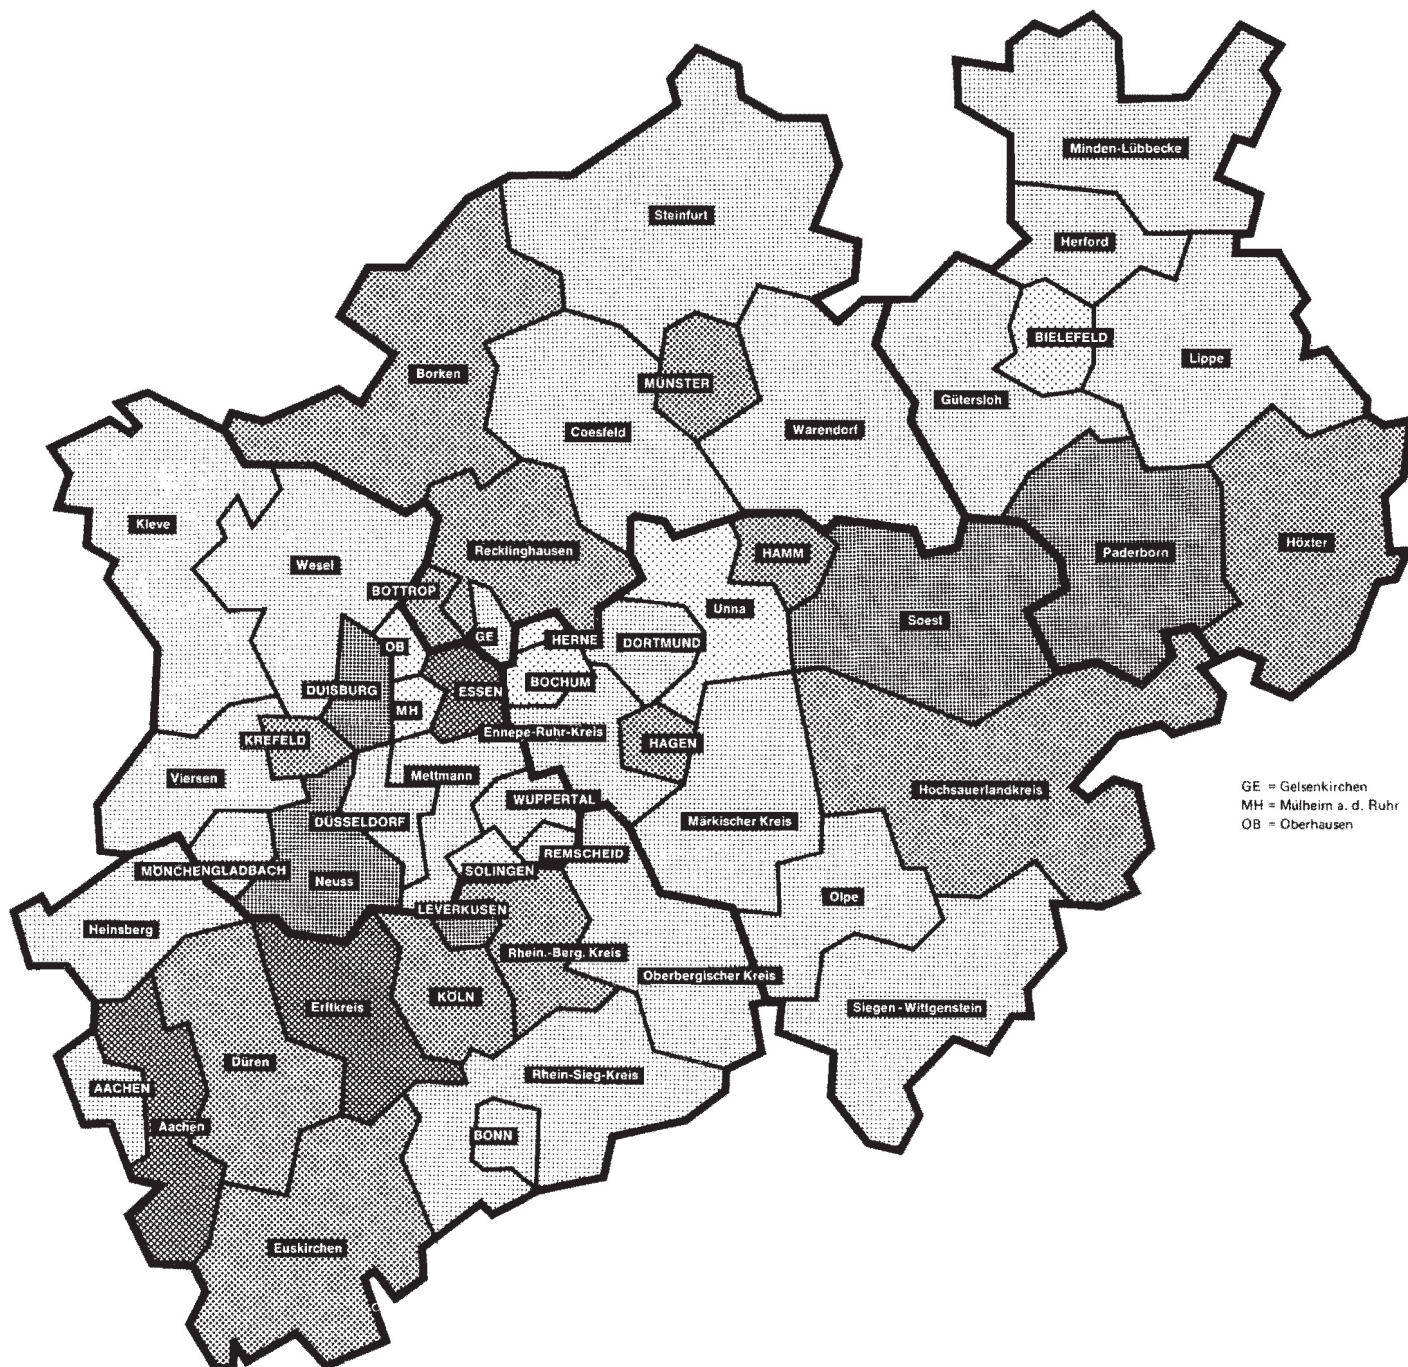 Minden-Lübbecke
Steinfurt
Herford
BIELEFELD
Lippe
Borken
MÜNSTER
Gütersloh
Coesfeld
Warendorf
Kleve
Recklinghausen
HAMM
Paderborn
Höxter
Wesel
BOTTROP
Unna
Soest
GE
HERNE
DORTMUND
OB
BOCHUM
DUISBURG
ESSEN
MH
Ennepe-Ruhr-Kreis
KREFELD
HAGEN
Viersen
Mettmann
Hochsauerlandkreis
GE = Gelsenkirchen
MH = Mülheim a. d. Ruhr
OB = Oberhausen
WUPPERTAL
DÜSSELDORF
Märkischer Kreis
REMSCHEID
MÖNCHENGLADBACH
SOLINGEN
Neuss
Olpe
LEVERKUSEN
Heinsberg
Rhein.-Berg. Kreis
Oberbergischer Kreis
KÖLN
Erftkreis
Siegen-Wittgenstein
Düren
Rhein-Sieg-Kreis
AACHEN
Aachen
BONN
Euskirchen